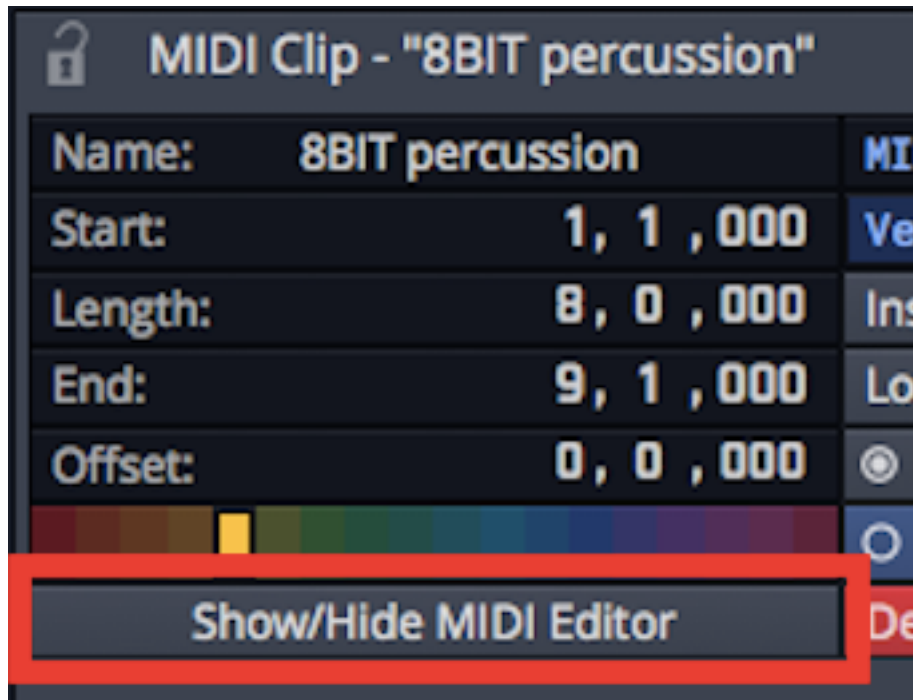 MIDI Clip - "8BIT percussion"
Name: 8BIT percussion
Start: 1, 1 ,000
Length: 8, 0 ,000
End: 9, 1 ,000
Offset: 0, 0 ,000
Show/Hide MIDI Editor